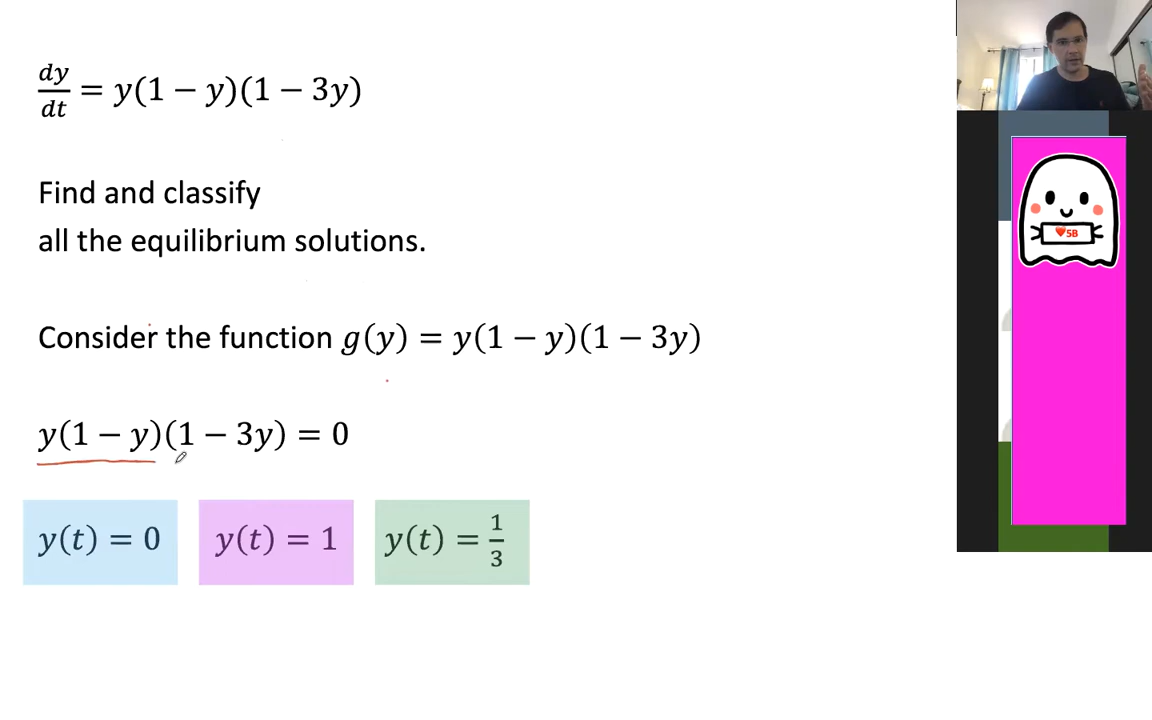 dy/dt = y(1 − y)(1 − 3y)
Find and classify
all the equilibrium solutions.
Consider the function g(y) = y(1 − y)(1 − 3y)
y(1 − y)(1 − 3y) = 0
y(t) = 0 y(t) = 1 y(t) = 1/3
❤5B